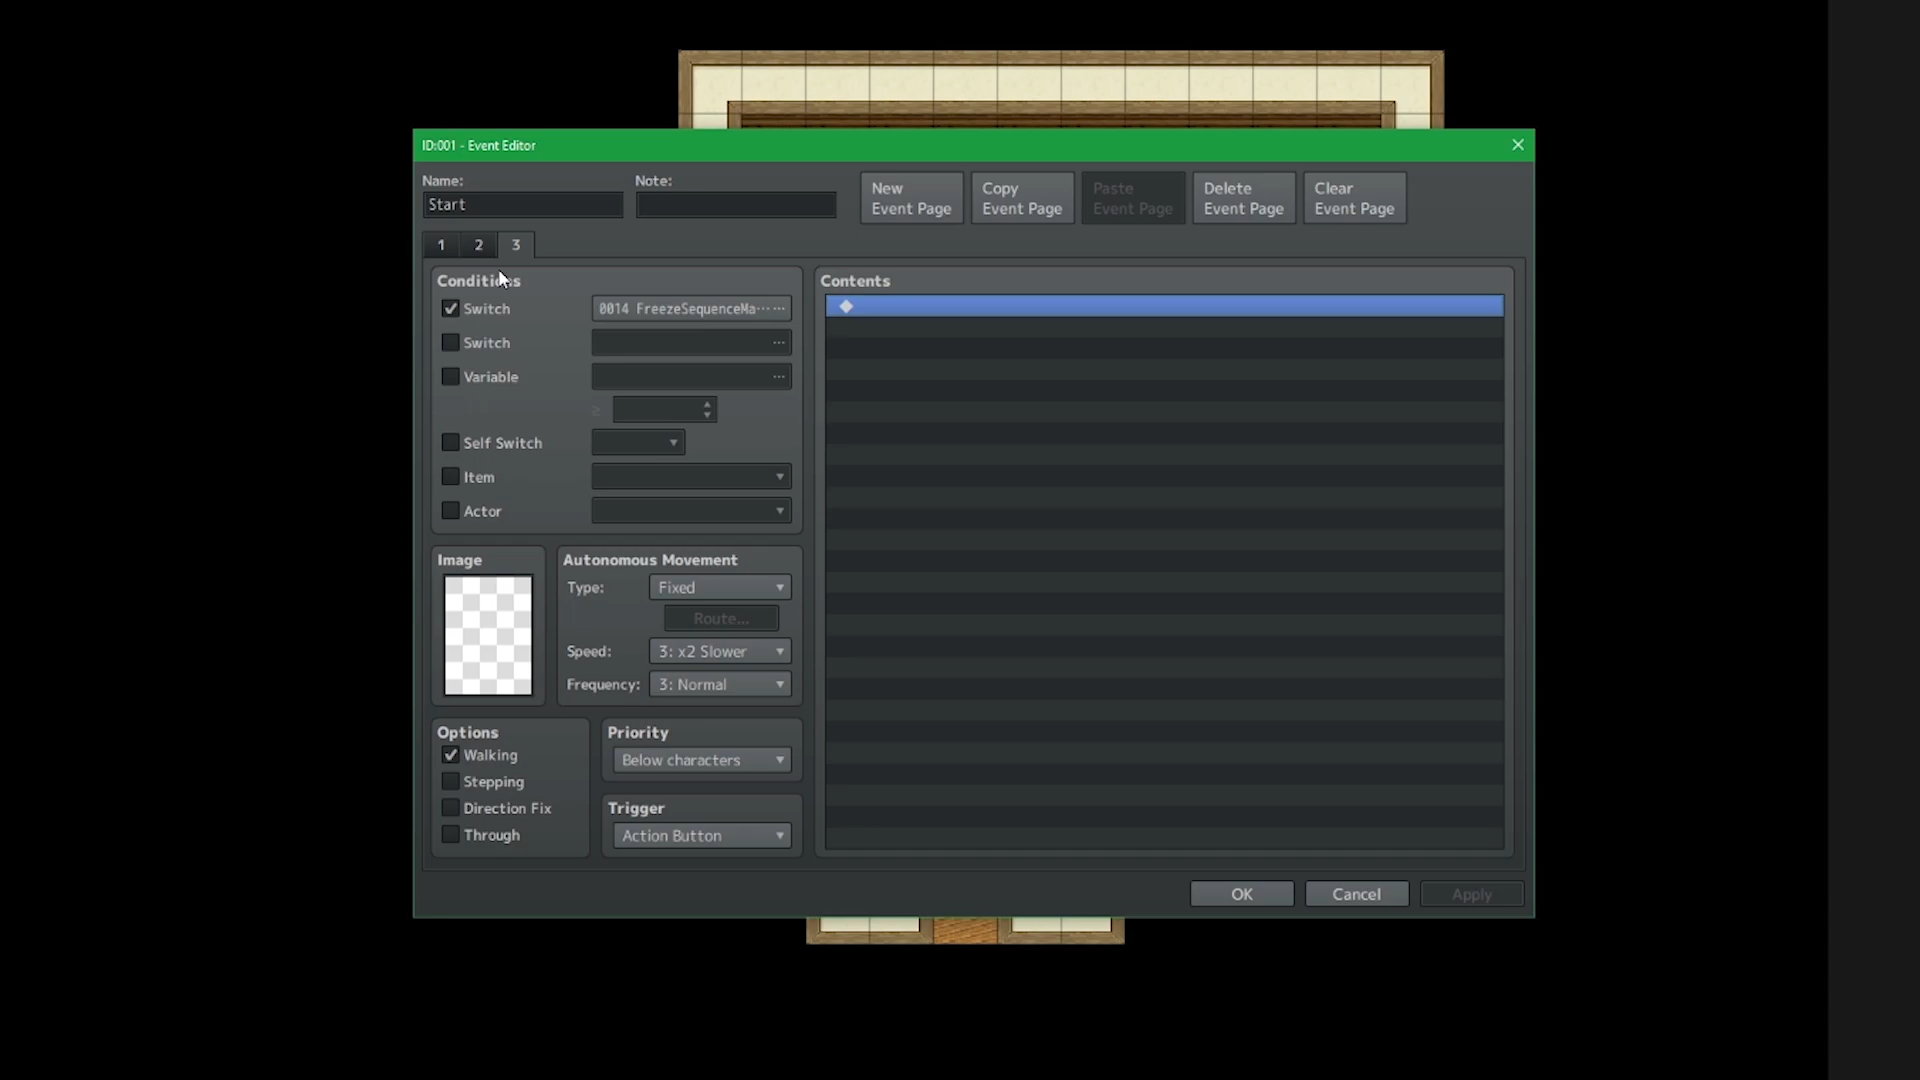 ID:001 - Event Editor
Name:
Note:
Start
New Event Page
Copy Event Page
Paste Event Page
Delete Event Page
Clear Event Page
1 2 3
Conditions
Switch 0014 FreezeSequenceMa... ...
Switch ...
Variable ...
≥
Self Switch
Item
Actor
Image
Autonomous Movement
Type: Fixed
Route...
Speed: 3: x2 Slower
Frequency: 3: Normal
Options
Walking
Stepping
Direction Fix
Through
Priority
Below characters
Trigger
Action Button
Contents
OK Cancel Apply